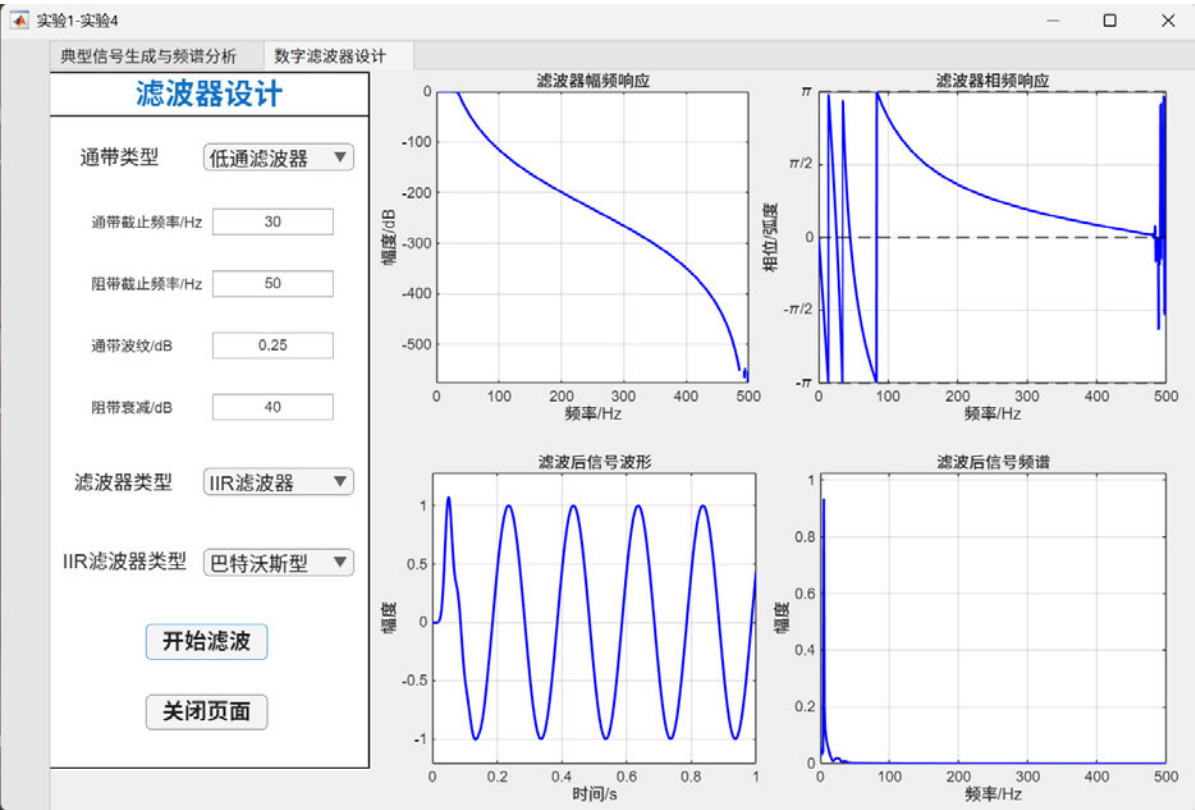 实验1-实验4
典型信号生成与频谱分析 数字滤波器设计
滤波器设计
通带类型 低通滤波器
通带截止频率/Hz 30
阻带截止频率/Hz 50
通带波纹/dB 0.25
阻带衰减/dB 40
滤波器类型 IIR滤波器
IIR滤波器类型 巴特沃斯型
开始滤波
关闭页面
滤波器幅频响应
幅度/dB
0
-100
-200
-300
-400
-500
0 100 200 300 400 500
频率/Hz
滤波器相频响应
相位/弧度
π
π/2
0
-π/2
-π
0 100 200 300 400 500
频率/Hz
滤波后信号波形
幅度
1
0.5
0
-0.5
-1
0 0.2 0.4 0.6 0.8 1
时间/s
滤波后信号频谱
幅度
1
0.8
0.6
0.4
0.2
0
0 100 200 300 400 500
频率/Hz